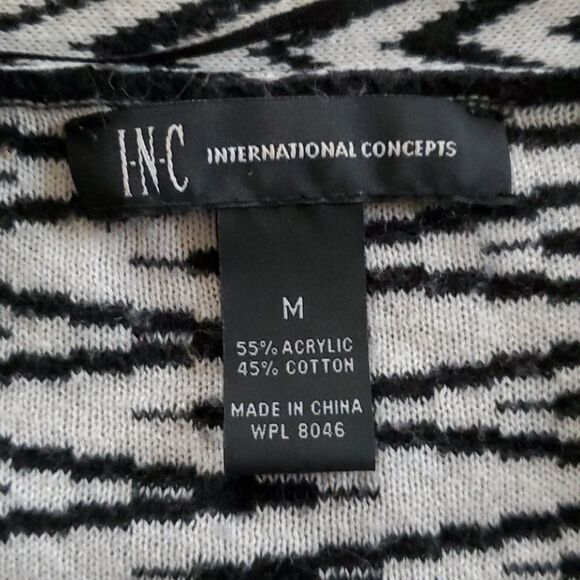 I·N·C INTERNATIONAL CONCEPTS
M
55% ACRYLIC
45% COTTON
MADE IN CHINA
WPL 8046